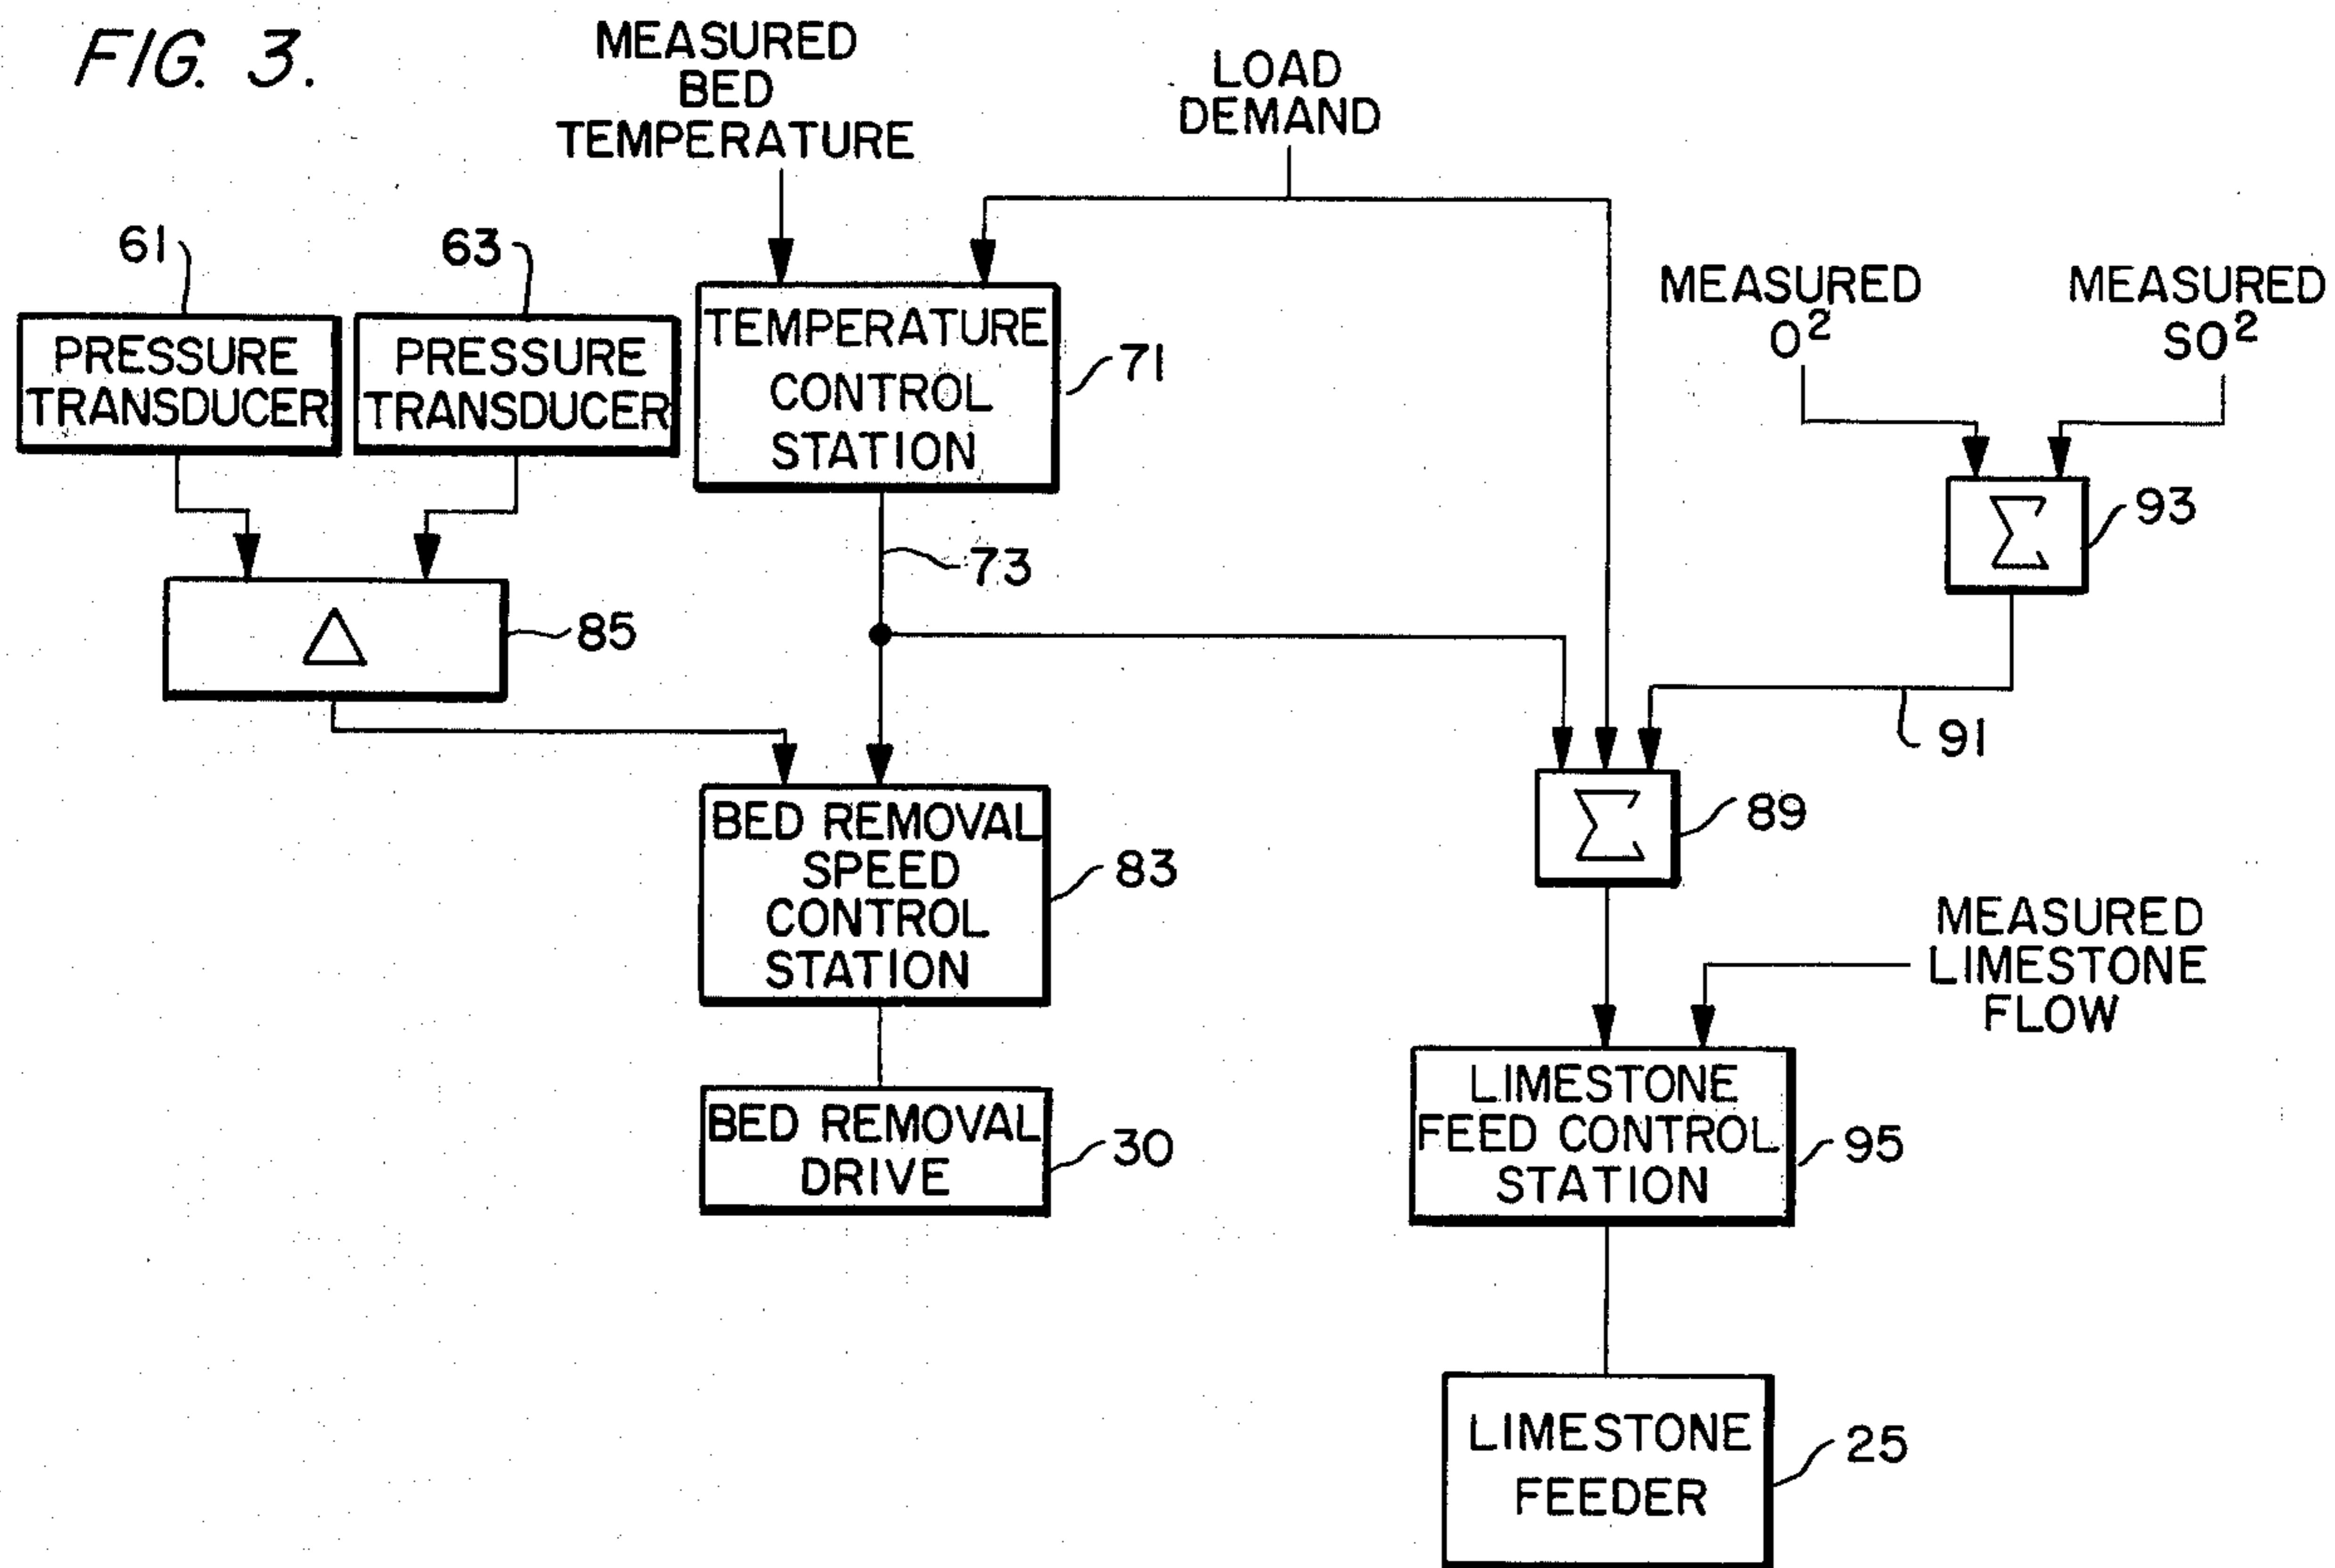 FIG. 3.
MEASURED
BED
TEMPERATURE
LOAD
DEMAND
61
63
PRESSURE
TRANSDUCER
PRESSURE
TRANSDUCER
TEMPERATURE
CONTROL
STATION
71
MEASURED
O²
MEASURED
SO²
Σ
93
73
Δ
85
91
BED REMOVAL
SPEED
CONTROL
STATION
83
Σ
89
MEASURED
LIMESTONE
FLOW
BED REMOVAL
DRIVE
30
LIMESTONE
FEED CONTROL
STATION
95
LIMESTONE
FEEDER
25